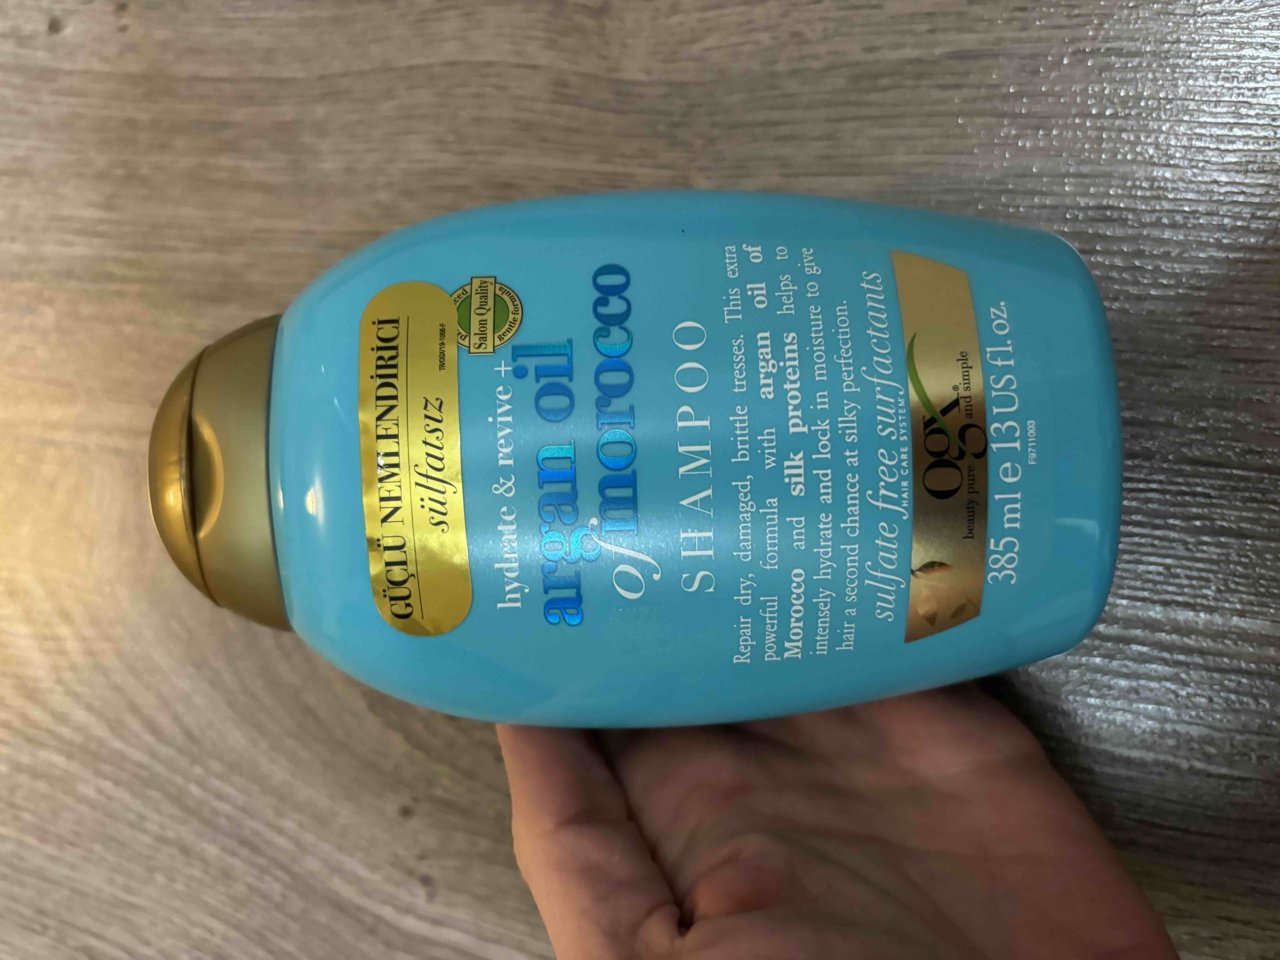 GÜÇLÜ NEMLENDİRİCİ
sülfatsız
Salon Quality
Gentle formula
hydrate & revive +
argan oil
of morocco
SHAMPOO
Repair dry, damaged, brittle tresses. This extra
powerful formula with argan oil of
Morocco and silk proteins helps to
intensely hydrate and lock in moisture to give
hair a second chance at silky perfection.
sulfate free surfactants
HAIR CARE SYSTEM
ogx®
beauty pure and simple
385 ml e 13 US fl. oz.
F9711003